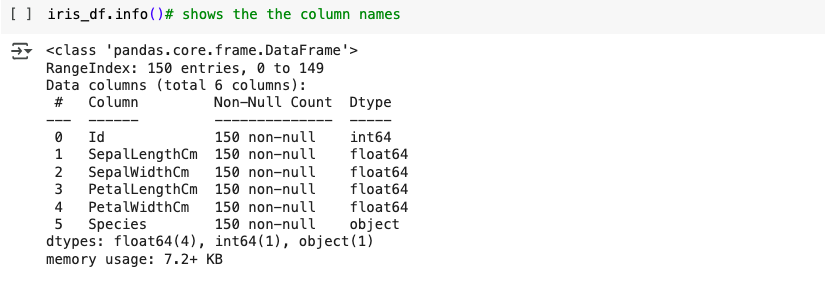 [ ] iris_df.info()# shows the the column names
<class 'pandas.core.frame.DataFrame'>
RangeIndex: 150 entries, 0 to 149
Data columns (total 6 columns):
 #   Column         Non-Null Count  Dtype
---  ------         --------------  -----
 0   Id             150 non-null    int64
 1   SepalLengthCm  150 non-null    float64
 2   SepalWidthCm   150 non-null    float64
 3   PetalLengthCm  150 non-null    float64
 4   PetalWidthCm   150 non-null    float64
 5   Species        150 non-null    object
dtypes: float64(4), int64(1), object(1)
memory usage: 7.2+ KB